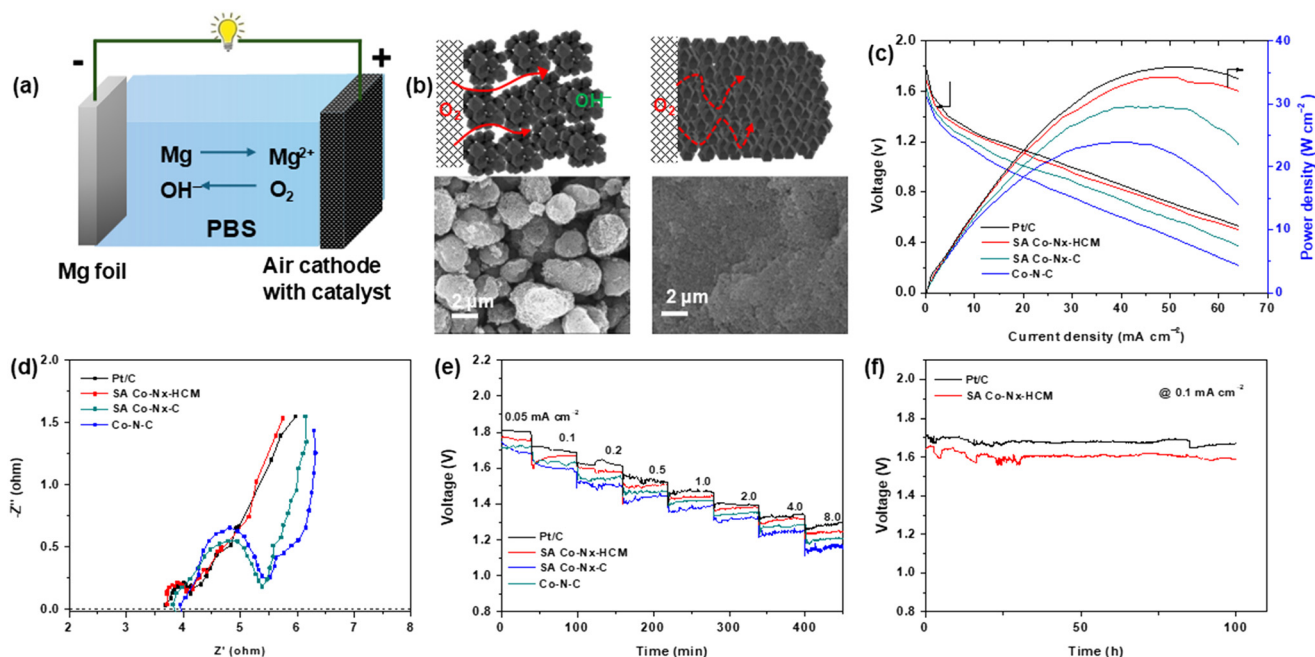 (a)
-
+
Mg
Mg²⁺
OH⁻
O₂
PBS
Mg foil
Air cathode
with catalyst
(b)
O₂
OH⁻
O₂
2 µm
2 µm
(c)
Voltage (v)
2.0
1.6
1.2
0.8
0.4
0.0
Pt/C
SA Co-Nx-HCM
SA Co-Nx-C
Co-N-C
0 10 20 30 40 50 60 70
Current density (mA cm⁻²)
40
30
20
10
0
Power density (W cm⁻²)
(d)
-Z'' (ohm)
2.0
1.5
1.0
0.5
0.0
Pt/C
SA Co-Nx-HCM
SA Co-Nx-C
Co-N-C
2 3 4 5 6 7 8
Z' (ohm)
(e)
Voltage (V)
2.2
2.0
1.8
1.6
1.4
1.2
1.0
0.8
0.05 mA cm⁻²
0.1
0.2
0.5
1.0
2.0
4.0
8.0
Pt/C
SA Co-Nx-HCM
SA Co-Nx-C
Co-N-C
0 100 200 300 400
Time (min)
(f)
Voltage (V)
2.0
1.8
1.6
1.4
1.2
1.0
0.8
Pt/C
SA Co-Nx-HCM
@ 0.1 mA cm⁻²
0 50 100
Time (h)